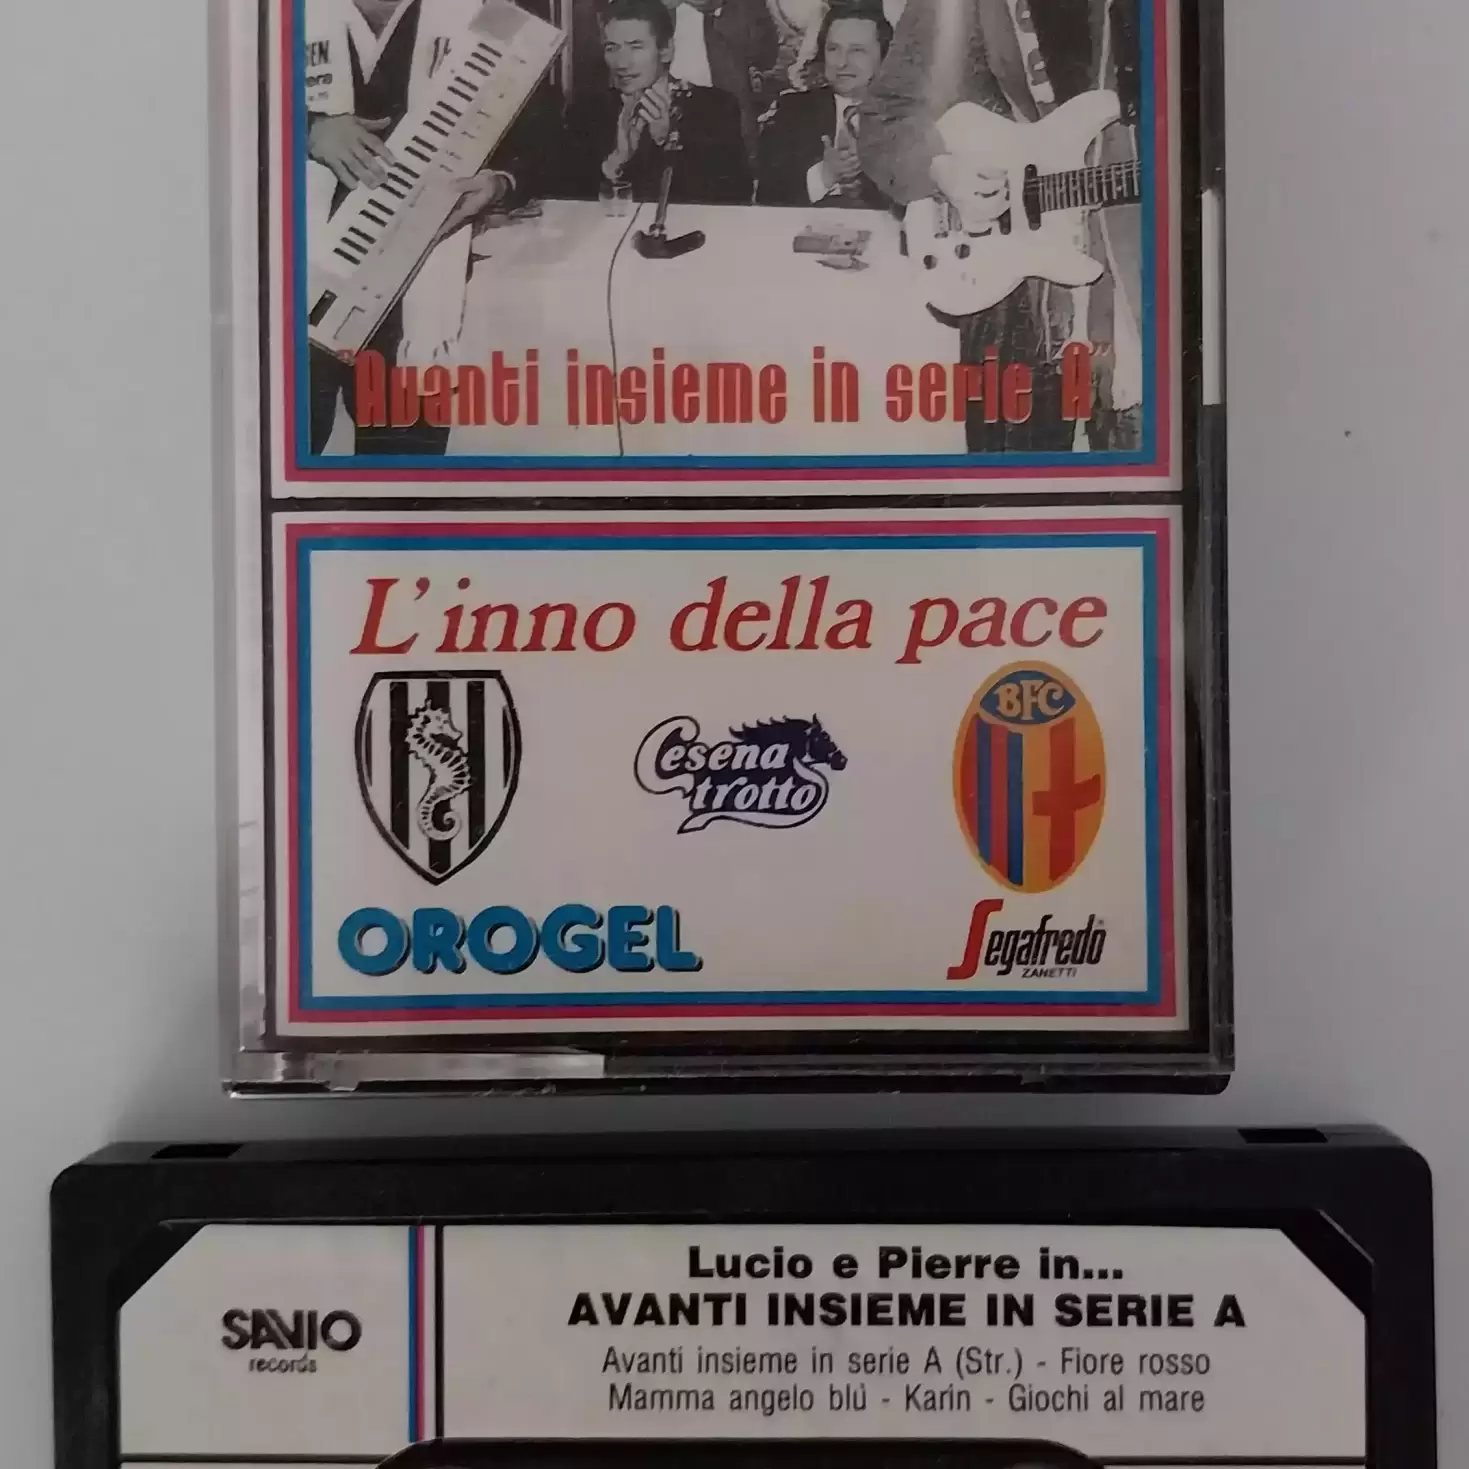 "Avanti insieme in serie "A"
L'inno della pace
BFC
Cesena
trotto
OROGEL
Segafredo
ZANETTI
SAVIO
records
Lucio e Pierre in...
AVANTI INSIEME IN SERIE A
Avanti insieme in serie A (Str.) - Fiore rosso
Mamma angelo blú - Karin - Giochi al mare